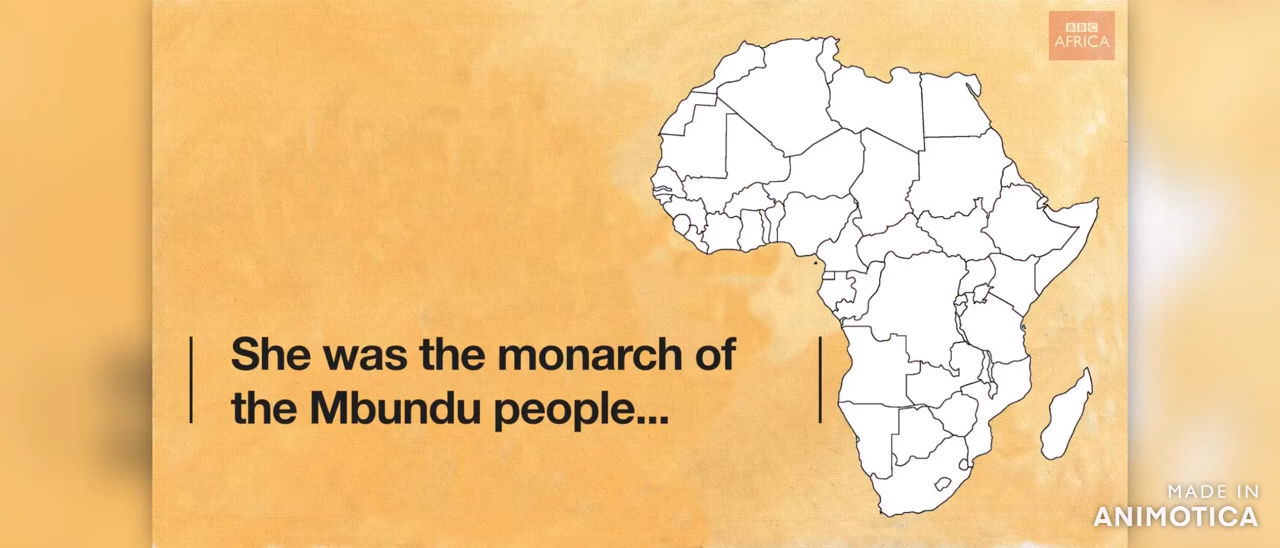 BBC
AFRICA
She was the monarch of
the Mbundu people...
MADE IN
ANIMOTICA